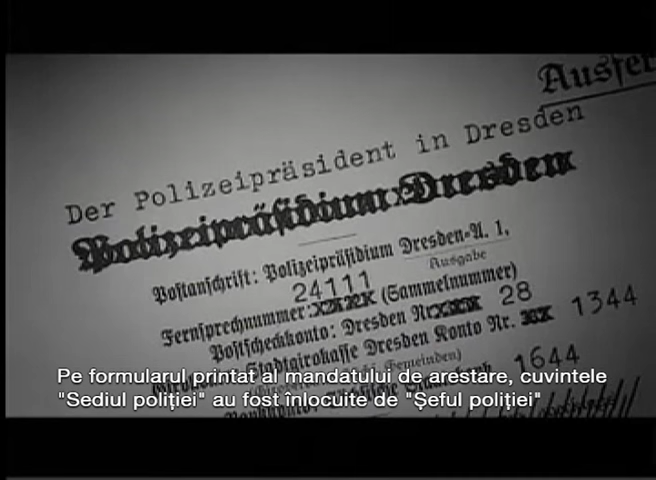 Ausfer
Der Polizeipräsident in Dresden
Polizeipräsidium Dresden
Postanschrift: Polizeipräsidium Dresden-A. 1,
Ausgabe
24111
Fernsprechnummer: (Sammelnummer)
Postscheckkonto: Dresden Nr. 28
Stadtgirokasse Dresden Konto Nr. 1344
Gemeinden)
1644
Pe formularul printat al mandatului de arestare, cuvintele
"Sediul poliției" au fost înlocuite de "Șeful poliției"